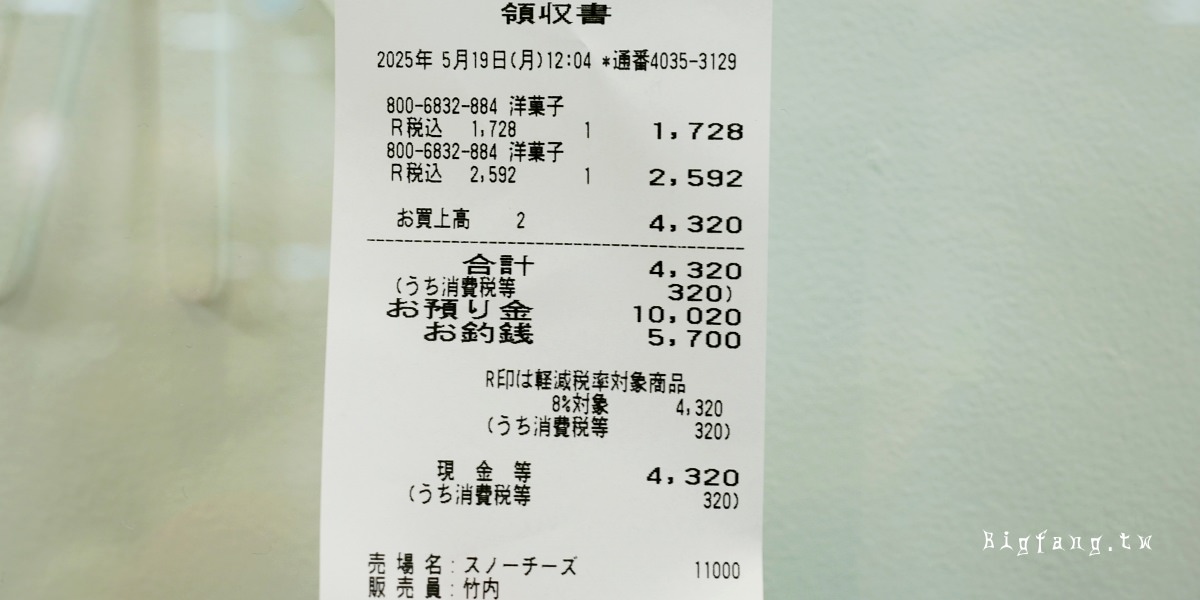 領収書
2025年 5月19日(月)12:04 *通番4035-3129
800-6832-884 洋菓子
R税込 1,728 1 1,728
800-6832-884 洋菓子
R税込 2,592 1 2,592
お買上高 2 4,320
合計 4,320
(うち消費税等 320)
お預り金 10,020
お釣銭 5,700
R印は軽減税率対象商品
8%対象 4,320
(うち消費税等 320)
現 金 等 4,320
(うち消費税等 320)
売 場 名:スノーチーズ 11000
販 売 員:竹内
Bigfang.tw